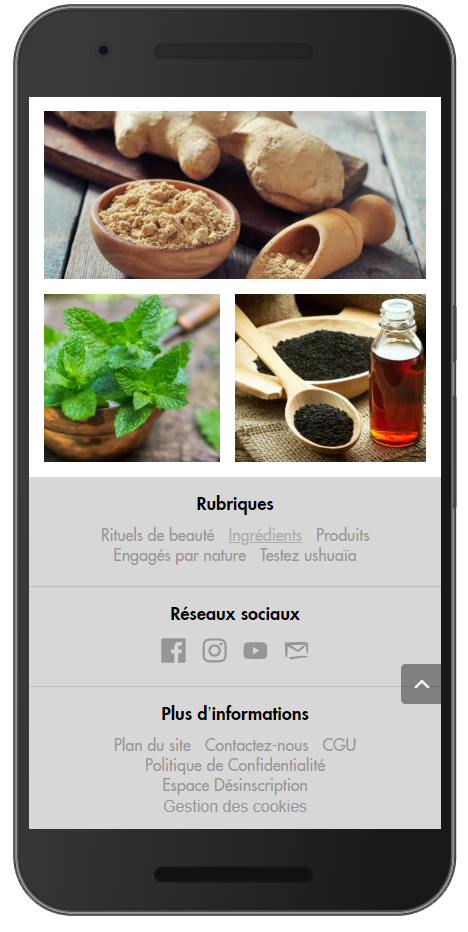 Rubriques
Rituels de beauté Ingrédients Produits
Engagés par nature Testez ushuaïa
Réseaux sociaux
Plus d'informations
Plan du site Contactez-nous CGU
Politique de Confidentialité
Espace Désinscription
Gestion des cookies